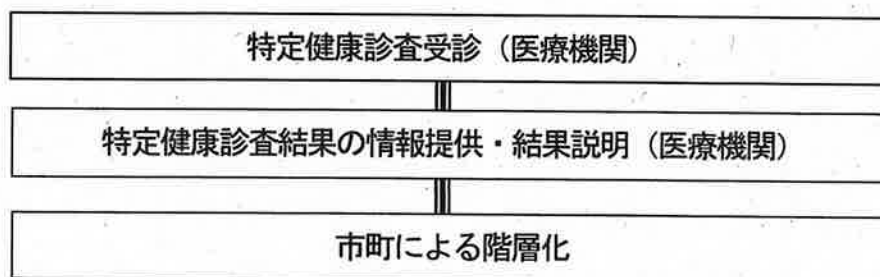 特定健康診査受診（医療機関）
特定健康診査結果の情報提供・結果説明（医療機関）
市町による階層化